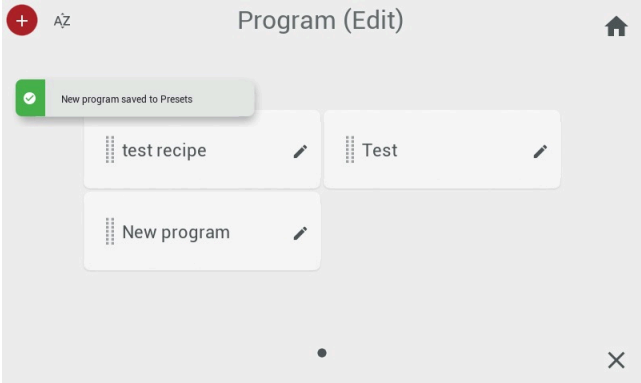 AZ
Program (Edit)
New program saved to Presets
test recipe
Test
New program